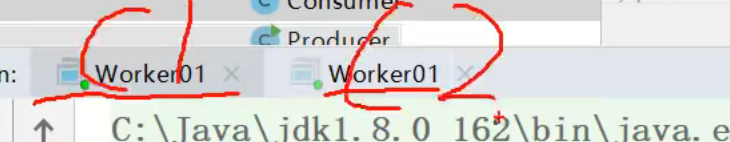 Consumer
Producer
n: Worker01 Worker01
C:\Java\jdk1.8.0_162\bin\java.e